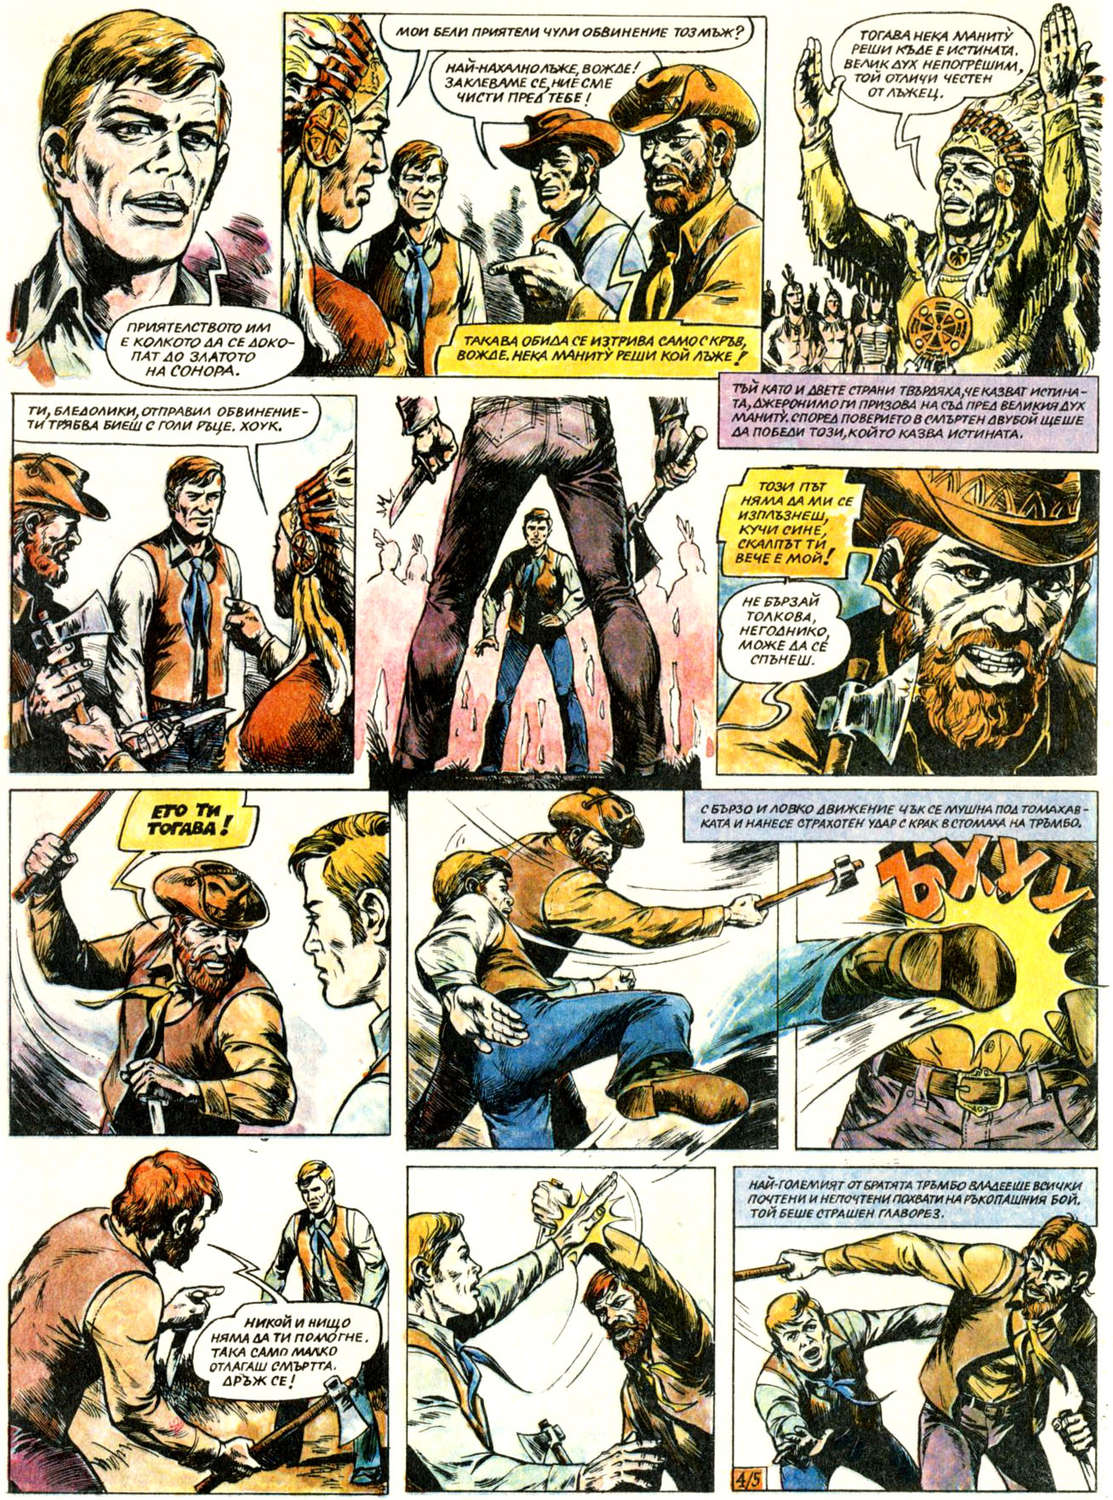 ПРИЯТЕЛСТВОТО ИМ
Е КОЛКОТО ДА СЕ ДОКО-
ПАТ ДО ЗЛАТОТО
НА СОНОРА.
МОИ БЕЛИ ПРИЯТЕЛИ ЧУЛИ ОБВИНЕНИЕ ТОЗ МЪЖ?
НАЙ-НАХАЛНО ЛЪЖЕ, ВОЖДЕ!
ЗАКЛЕВАМЕ СЕ, НИЕ СМЕ
ЧИСТИ ПРЕД ТЕБЕ!
ТАКАВА ОБИДА СЕ ИЗТРИВА САМО С КРЪВ,
ВОЖДЕ. НЕКА МАНИТУ̀ РЕШИ КОЙ ЛЪЖЕ!
ТОГАВА НЕКА МАНИТУ̀
РЕШИ КЪДЕ Е ИСТИНАТА.
ВЕЛИК ДУХ НЕПОГРЕШИМ,
ТОЙ ОТЛИЧИ ЧЕСТЕН
ОТ ЛЪЖЕЦ.
ТЪЙ КАТО И ДВЕТЕ СТРАНИ ТВЪРДЯХА, ЧЕ КАЗВАТ ИСТИНА-
ТА, ДЖЕРОНИМО ГИ ПРИЗОВА НА СЪД ПРЕД ВЕЛИКИЯ ДУХ
МАНИТУ̀. СПОРЕД ПОВЕРИЕТО В СМЪРТЕН ДВУБОЙ ЩЕШЕ
ДА ПОБЕДИ ТОЗИ, КОЙТО КАЗВА ИСТИНАТА.
ТИ, БЛЕДОЛИКИ, ОТПРАВИЛ ОБВИНЕНИЕ-
ТИ ТРЯБВА БИЕШ С ГОЛИ РЪЦЕ. ХОУК.
ТОЗИ ПЪТ
НЯМА ДА МИ СЕ
ИЗПЛЪЗНЕШ,
КУЧИ СИНЕ,
СКАЛПЪТ ТИ
ВЕЧЕ Е МОЙ!
НЕ БЪРЗАЙ
ТОЛКОВА,
НЕГОДНИКО,
МОЖЕ ДА СЕ
СПЪНЕШ.
ЕТО ТИ
ТОГАВА!
С БЪРЗО И ЛОВКО ДВИЖЕНИЕ ЧЪК СЕ МУШНА ПОД ТОМАХАВ-
КАТА И НАНЕСЕ СТРАХОТЕН УДАР С КРАК В СТОМАХА НА ТРЪМБО.
ЪХУУ
НИКОЙ И НИЩО
НЯМА ДА ТИ ПОМОГНЕ.
ТАКА САМО МАЛКО
ОТЛАГАШ СМЪРТТА.
ДРЪЖ СЕ!
НАЙ-ГОЛЕМИЯТ ОТ БРАТЯТА ТРЪМБО ВЛАДЕЕШЕ ВСИЧКИ
ПОЧТЕНИ И НЕПОЧТЕНИ ПОХВАТИ НА РЪКОПАШНИЯ БОЙ.
ТОЙ БЕШЕ СТРАШЕН ГЛАВОРЕЗ.
4/5